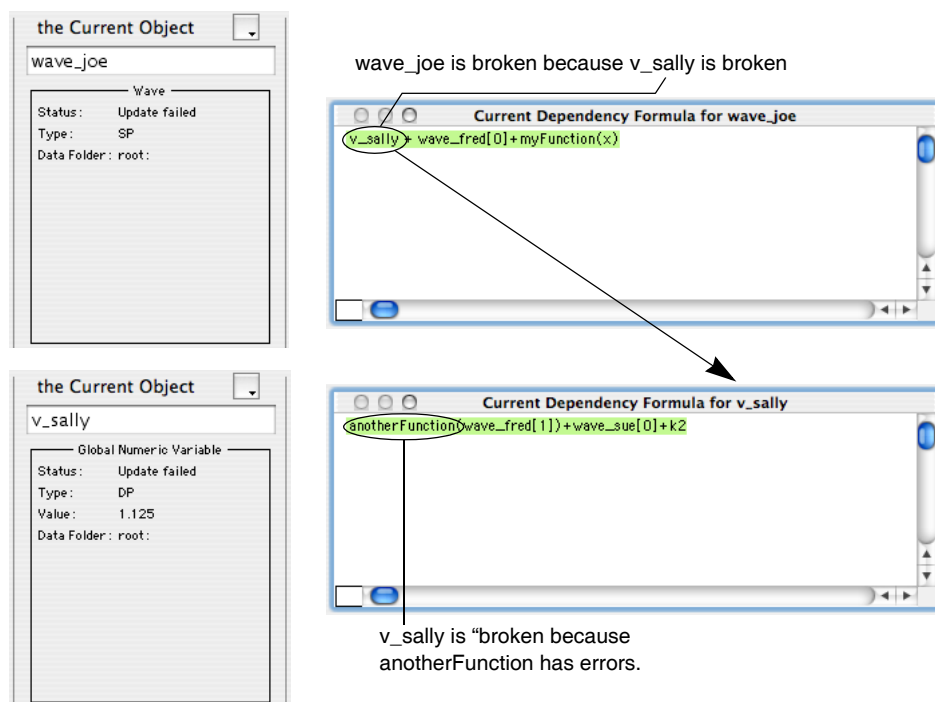 the Current Object
wave_joe
Wave
Status: Update failed
Type: SP
Data Folder: root:
wave_joe is broken because v_sally is broken
Current Dependency Formula for wave_joe
v_sally + wave_fred[0]+myFunction(x)
the Current Object
v_sally
Global Numeric Variable
Status: Update failed
Type: DP
Value: 1.125
Data Folder: root:
Current Dependency Formula for v_sally
anotherFunction(wave_fred[1])+wave_sue[0]+k2
v_sally is “broken because
anotherFunction has errors.